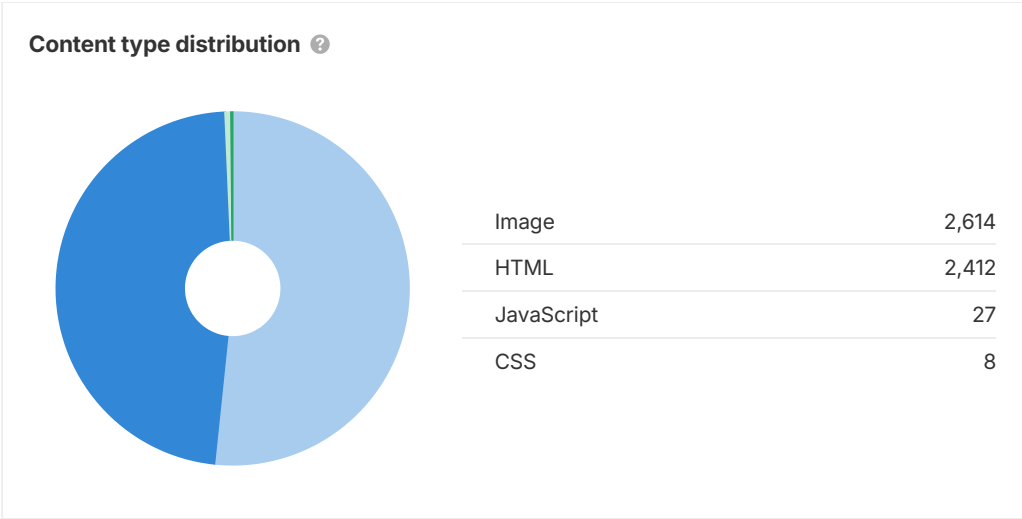 Content type distribution ?
Image 2,614
HTML 2,412
JavaScript 27
CSS 8